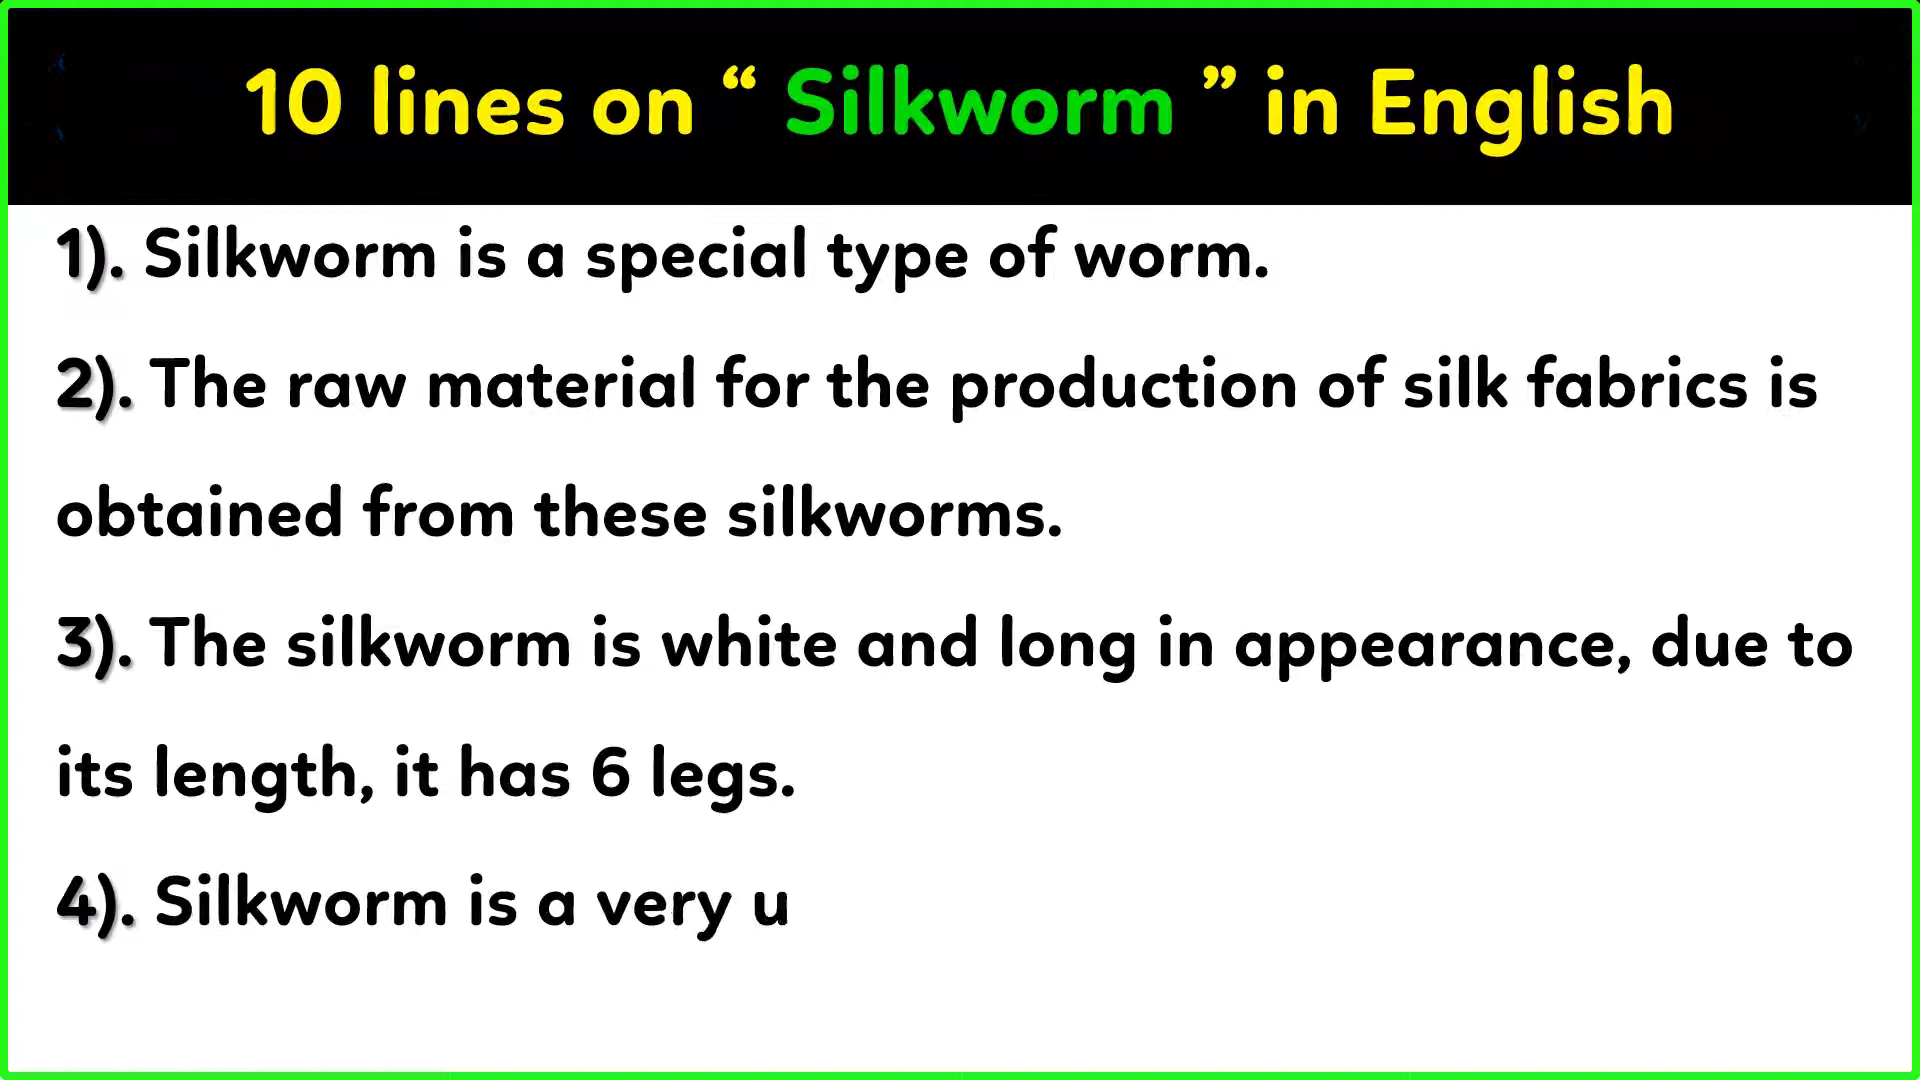 10 lines on “ Silkworm ” in English
1). Silkworm is a special type of worm.
2). The raw material for the production of silk fabrics is
obtained from these silkworms.
3). The silkworm is white and long in appearance, due to
its length, it has 6 legs.
4). Silkworm is a very u